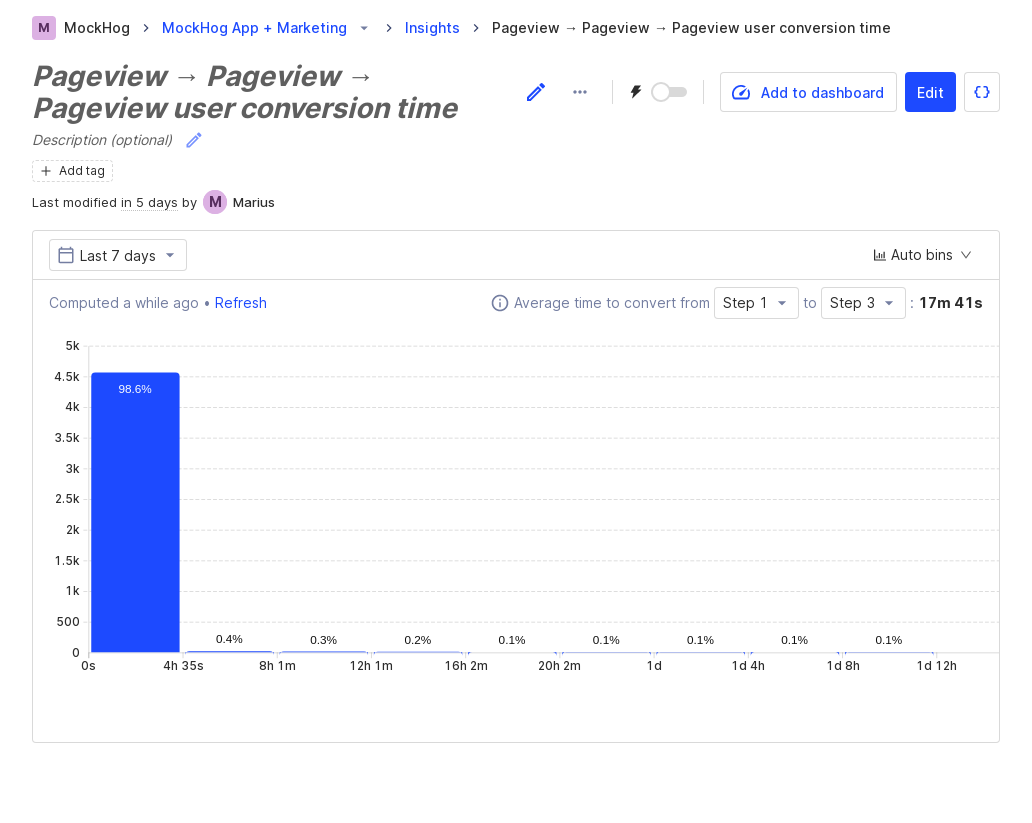 M MockHog > MockHog App + Marketing > Insights > Pageview → Pageview → Pageview user conversion time
Pageview → Pageview →
Pageview user conversion time
Add to dashboard
Edit
Description (optional)
+ Add tag
Last modified in 5 days by M Marius
Last 7 days
Auto bins
Computed a while ago • Refresh
Average time to convert from Step 1 to Step 3 : 17m 41s
5k
4.5k
4k
3.5k
3k
2.5k
2k
1.5k
1k
500
0
98.6% 0.4% 0.3% 0.2% 0.1% 0.1% 0.1% 0.1% 0.1%
0s 4h 35s 8h 1m 12h 1m 16h 2m 20h 2m 1d 1d 4h 1d 8h 1d 12h